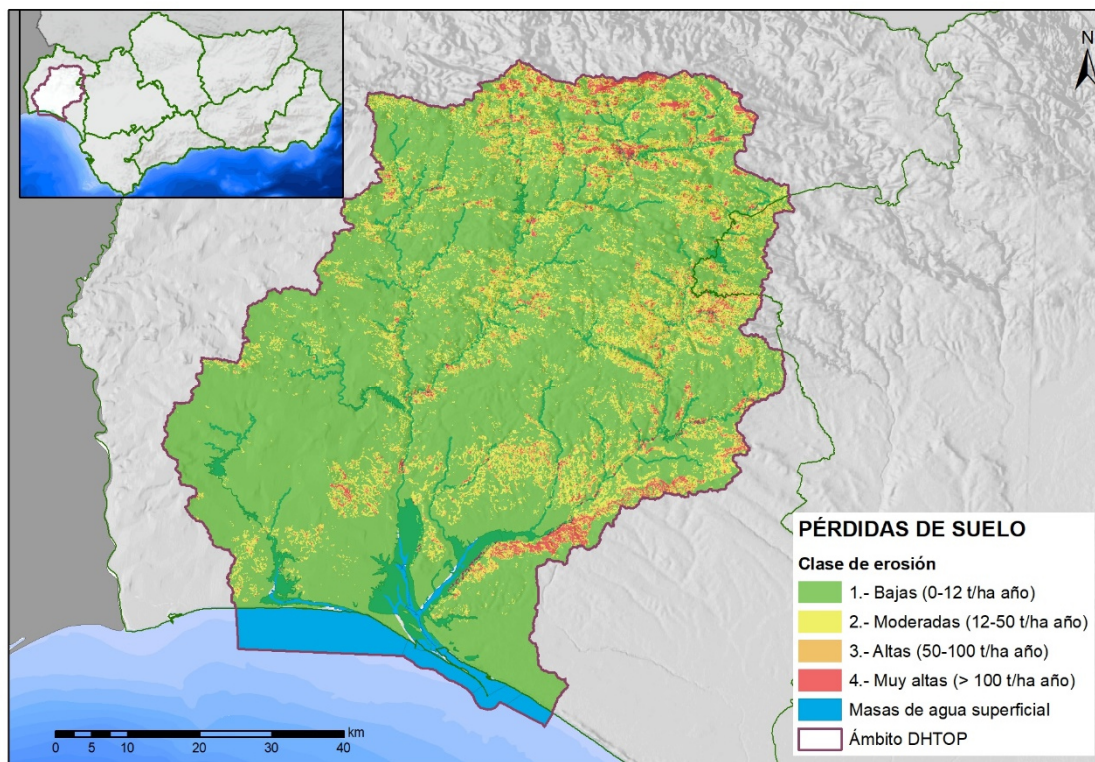 N
PÉRDIDAS DE SUELO
Clase de erosión
1.- Bajas (0-12 t/ha año)
2.- Moderadas (12-50 t/ha año)
3.- Altas (50-100 t/ha año)
4.- Muy altas (> 100 t/ha año)
Masas de agua superficial
Ámbito DHTOP
km
0 5 10 20 30 40